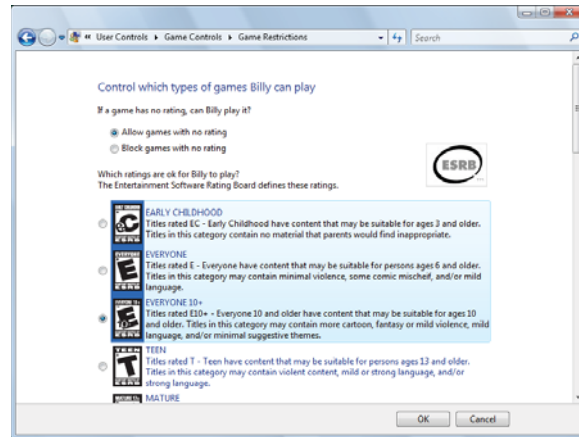 « User Controls ▸ Game Controls ▸ Game Restrictions
Search
Control which types of games Billy can play
If a game has no rating, can Billy play it?
Allow games with no rating
Block games with no rating
ESRB
Which ratings are ok for Billy to play?
The Entertainment Software Rating Board defines these ratings.
EARLY CHILDHOOD
Titles rated EC - Early Childhood have content that may be suitable for ages 3 and older.
Titles in this category contain no material that parents would find inappropriate.
EVERYONE
Titles rated E - Everyone have content that may be suitable for persons ages 6 and older.
Titles in this category may contain minimal violence, some comic mischief, and/or mild
language.
EVERYONE 10+
Titles rated E10+ - Everyone 10 and older have content that may be suitable for ages 10
and older. Titles in this category may contain more cartoon, fantasy or mild violence, mild
language, and/or minimal suggestive themes.
TEEN
TEEN
T
ESRB
Titles rated T - Teen have content that may be suitable for persons ages 13 and older.
Titles in this category may contain violent content, mild or strong language, and/or
strong language.
MATURE
OK
Cancel